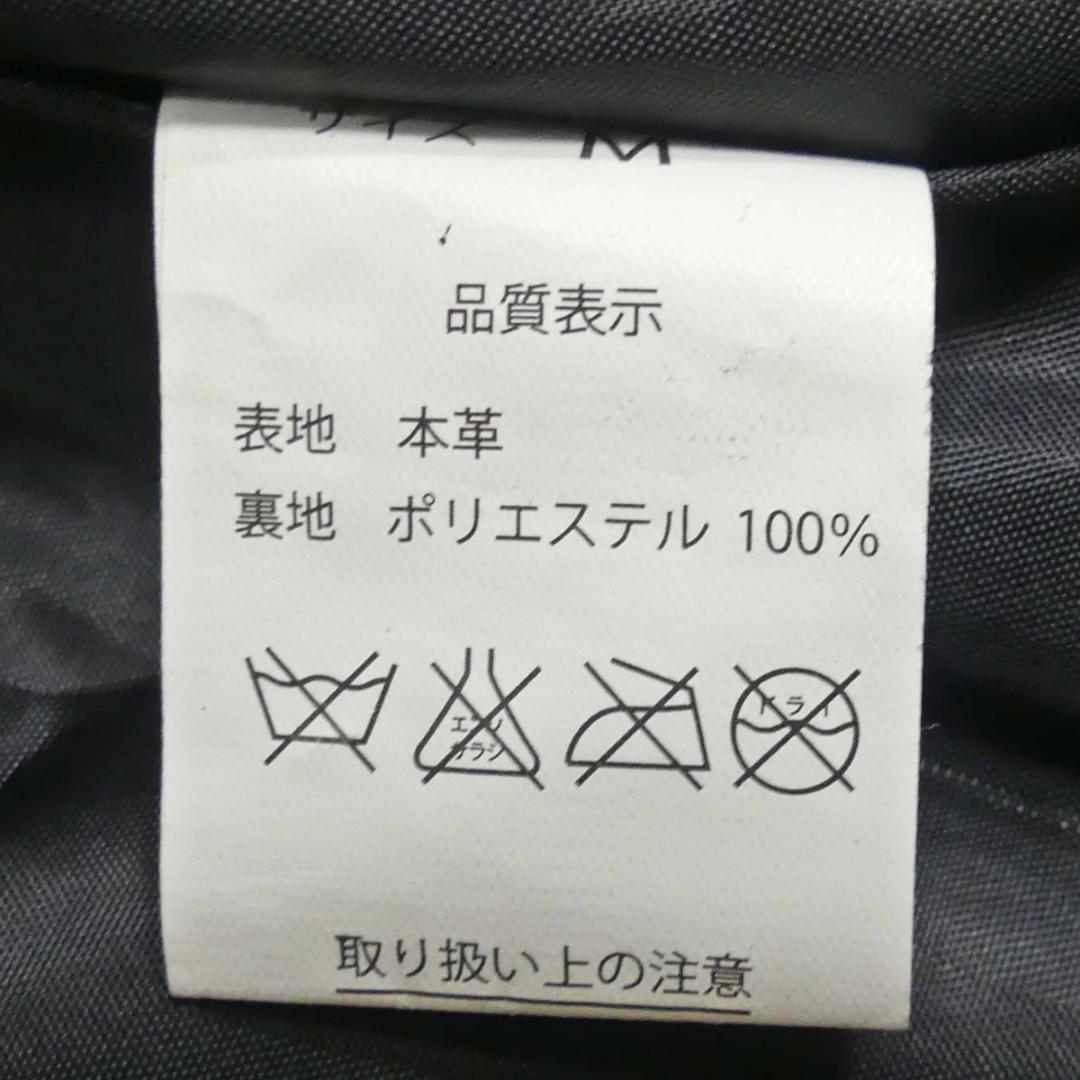 サイズ M
品質表示
表地 本革
裏地 ポリエステル 100%
エンソ
サラシ
ドライ
取り扱い上の注意